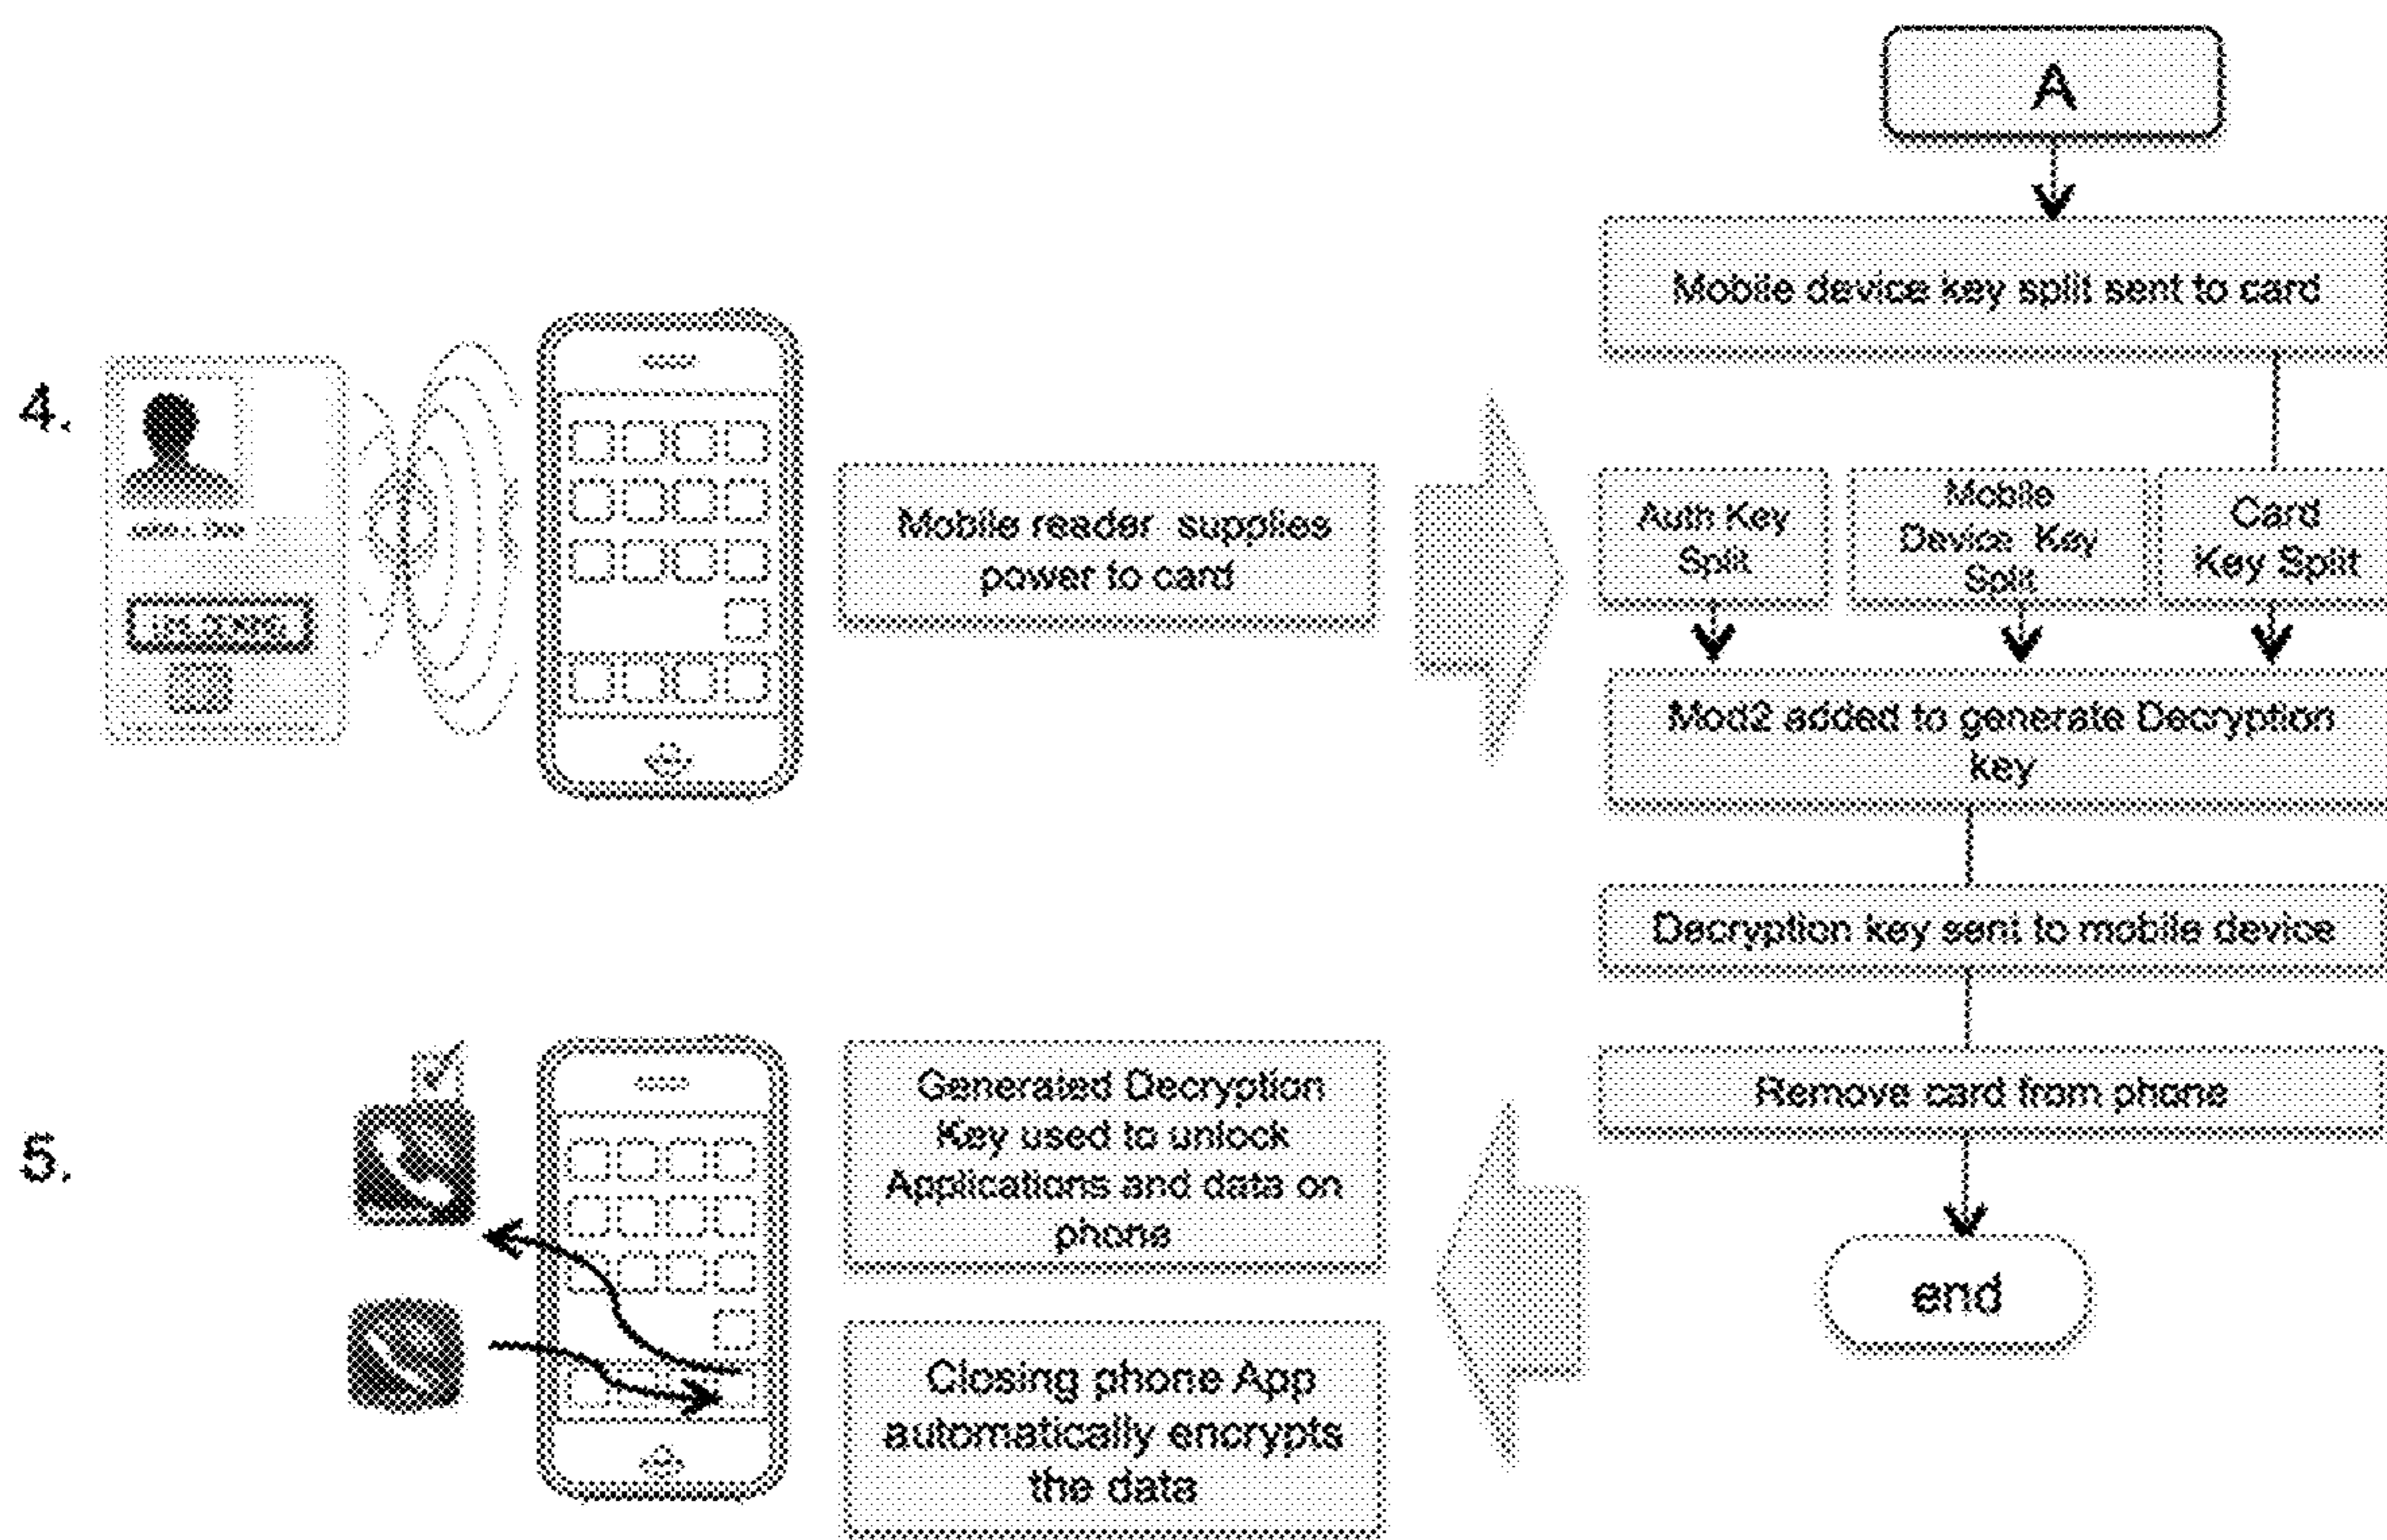 A
Mobile device key split sent to card
4.
Mobile reader supplies
power to card
Auth Key
Split
Mobile
Device Key
Split
Card
Key Split
Mod2 added to generate Decryption
key
Decryption key sent to mobile device
Remove card from phone
end
5.
Generated Decryption
Key used to unlock
Applications and data on
phone
Closing phone App
automatically encrypts
the data